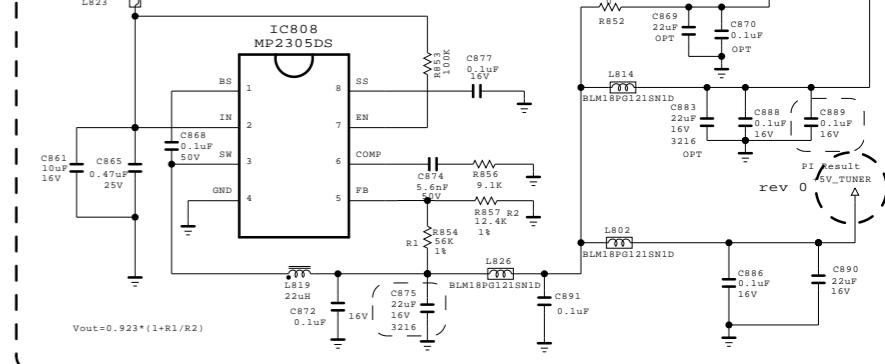 L823
IC808
MP2305DS
BS
1
IN
2
SW
3
GND
4
8
SS
7
EN
6
COMP
5
FB
R853
100K
C877
0.1uF
16V
C861
10uF
16V
C865
0.47uF
25V
C868
0.1uF
50V
C874
5.6nF
50V
R856
9.1K
R857
R2
12.4K
1%
R1
R854
56K
1%
L819
22uH
C872
0.1uF
16V
C875
22uF
16V
3216
L826
BLM18PG121SN1D
C891
0.1uF
Vout=0.923*(1+R1/R2)
R852
C869
22uF
OPT
C870
0.1uF
OPT
L814
BLM18PG121SN1D
C883
22uF
16V
3216
OPT
C888
0.1uF
16V
C889
0.1uF
16V
PI Result
+5V_TUNER
rev 0
L802
BLM18PG121SN1D
C886
0.1uF
16V
C890
22uF
16V